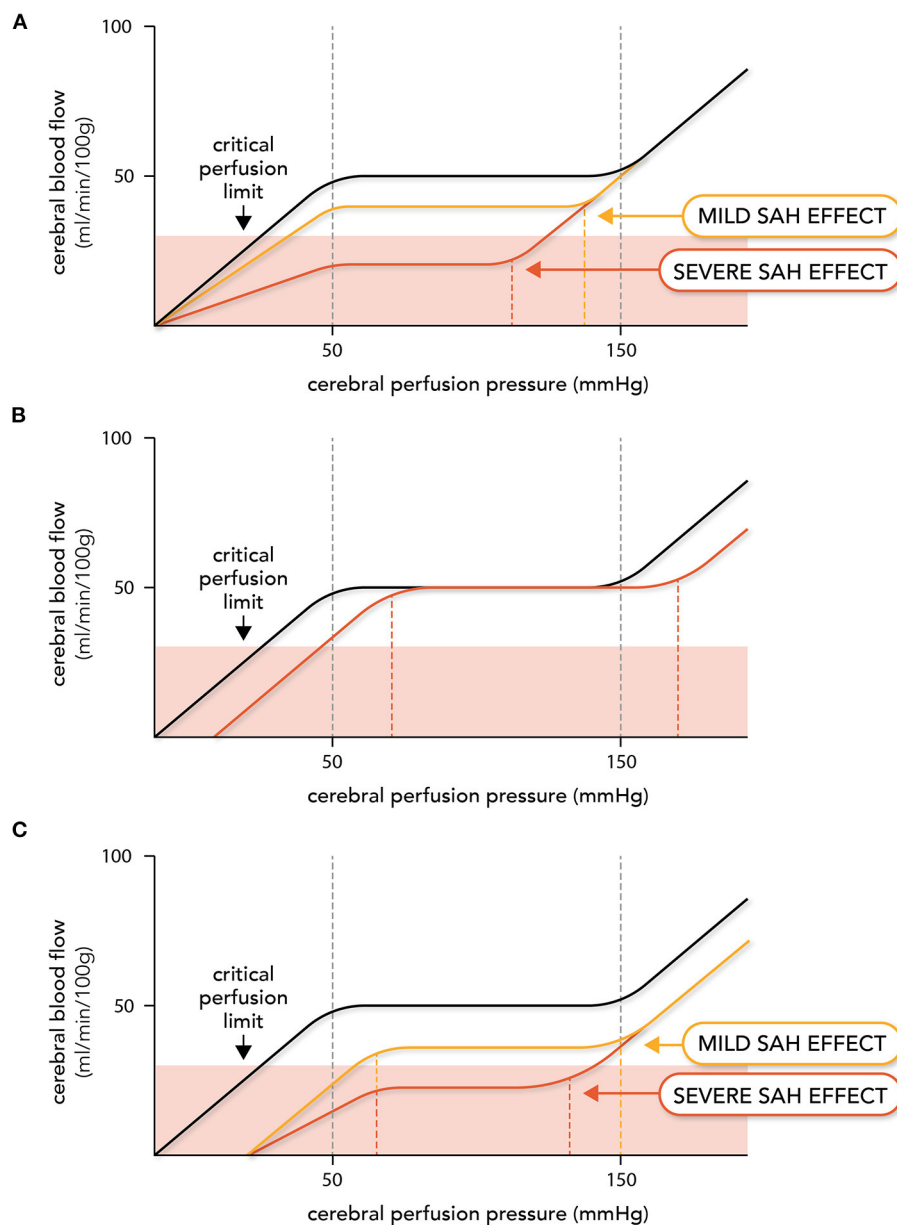 A
100
cerebral blood flow
(ml/min/100g)
critical
perfusion
limit
50
MILD SAH EFFECT
SEVERE SAH EFFECT
50
150
cerebral perfusion pressure (mmHg)
B
100
cerebral blood flow
(ml/min/100g)
critical
perfusion
limit
50
50
150
cerebral perfusion pressure (mmHg)
C
100
cerebral blood flow
(ml/min/100g)
critical
perfusion
limit
50
MILD SAH EFFECT
SEVERE SAH EFFECT
50
150
cerebral perfusion pressure (mmHg)